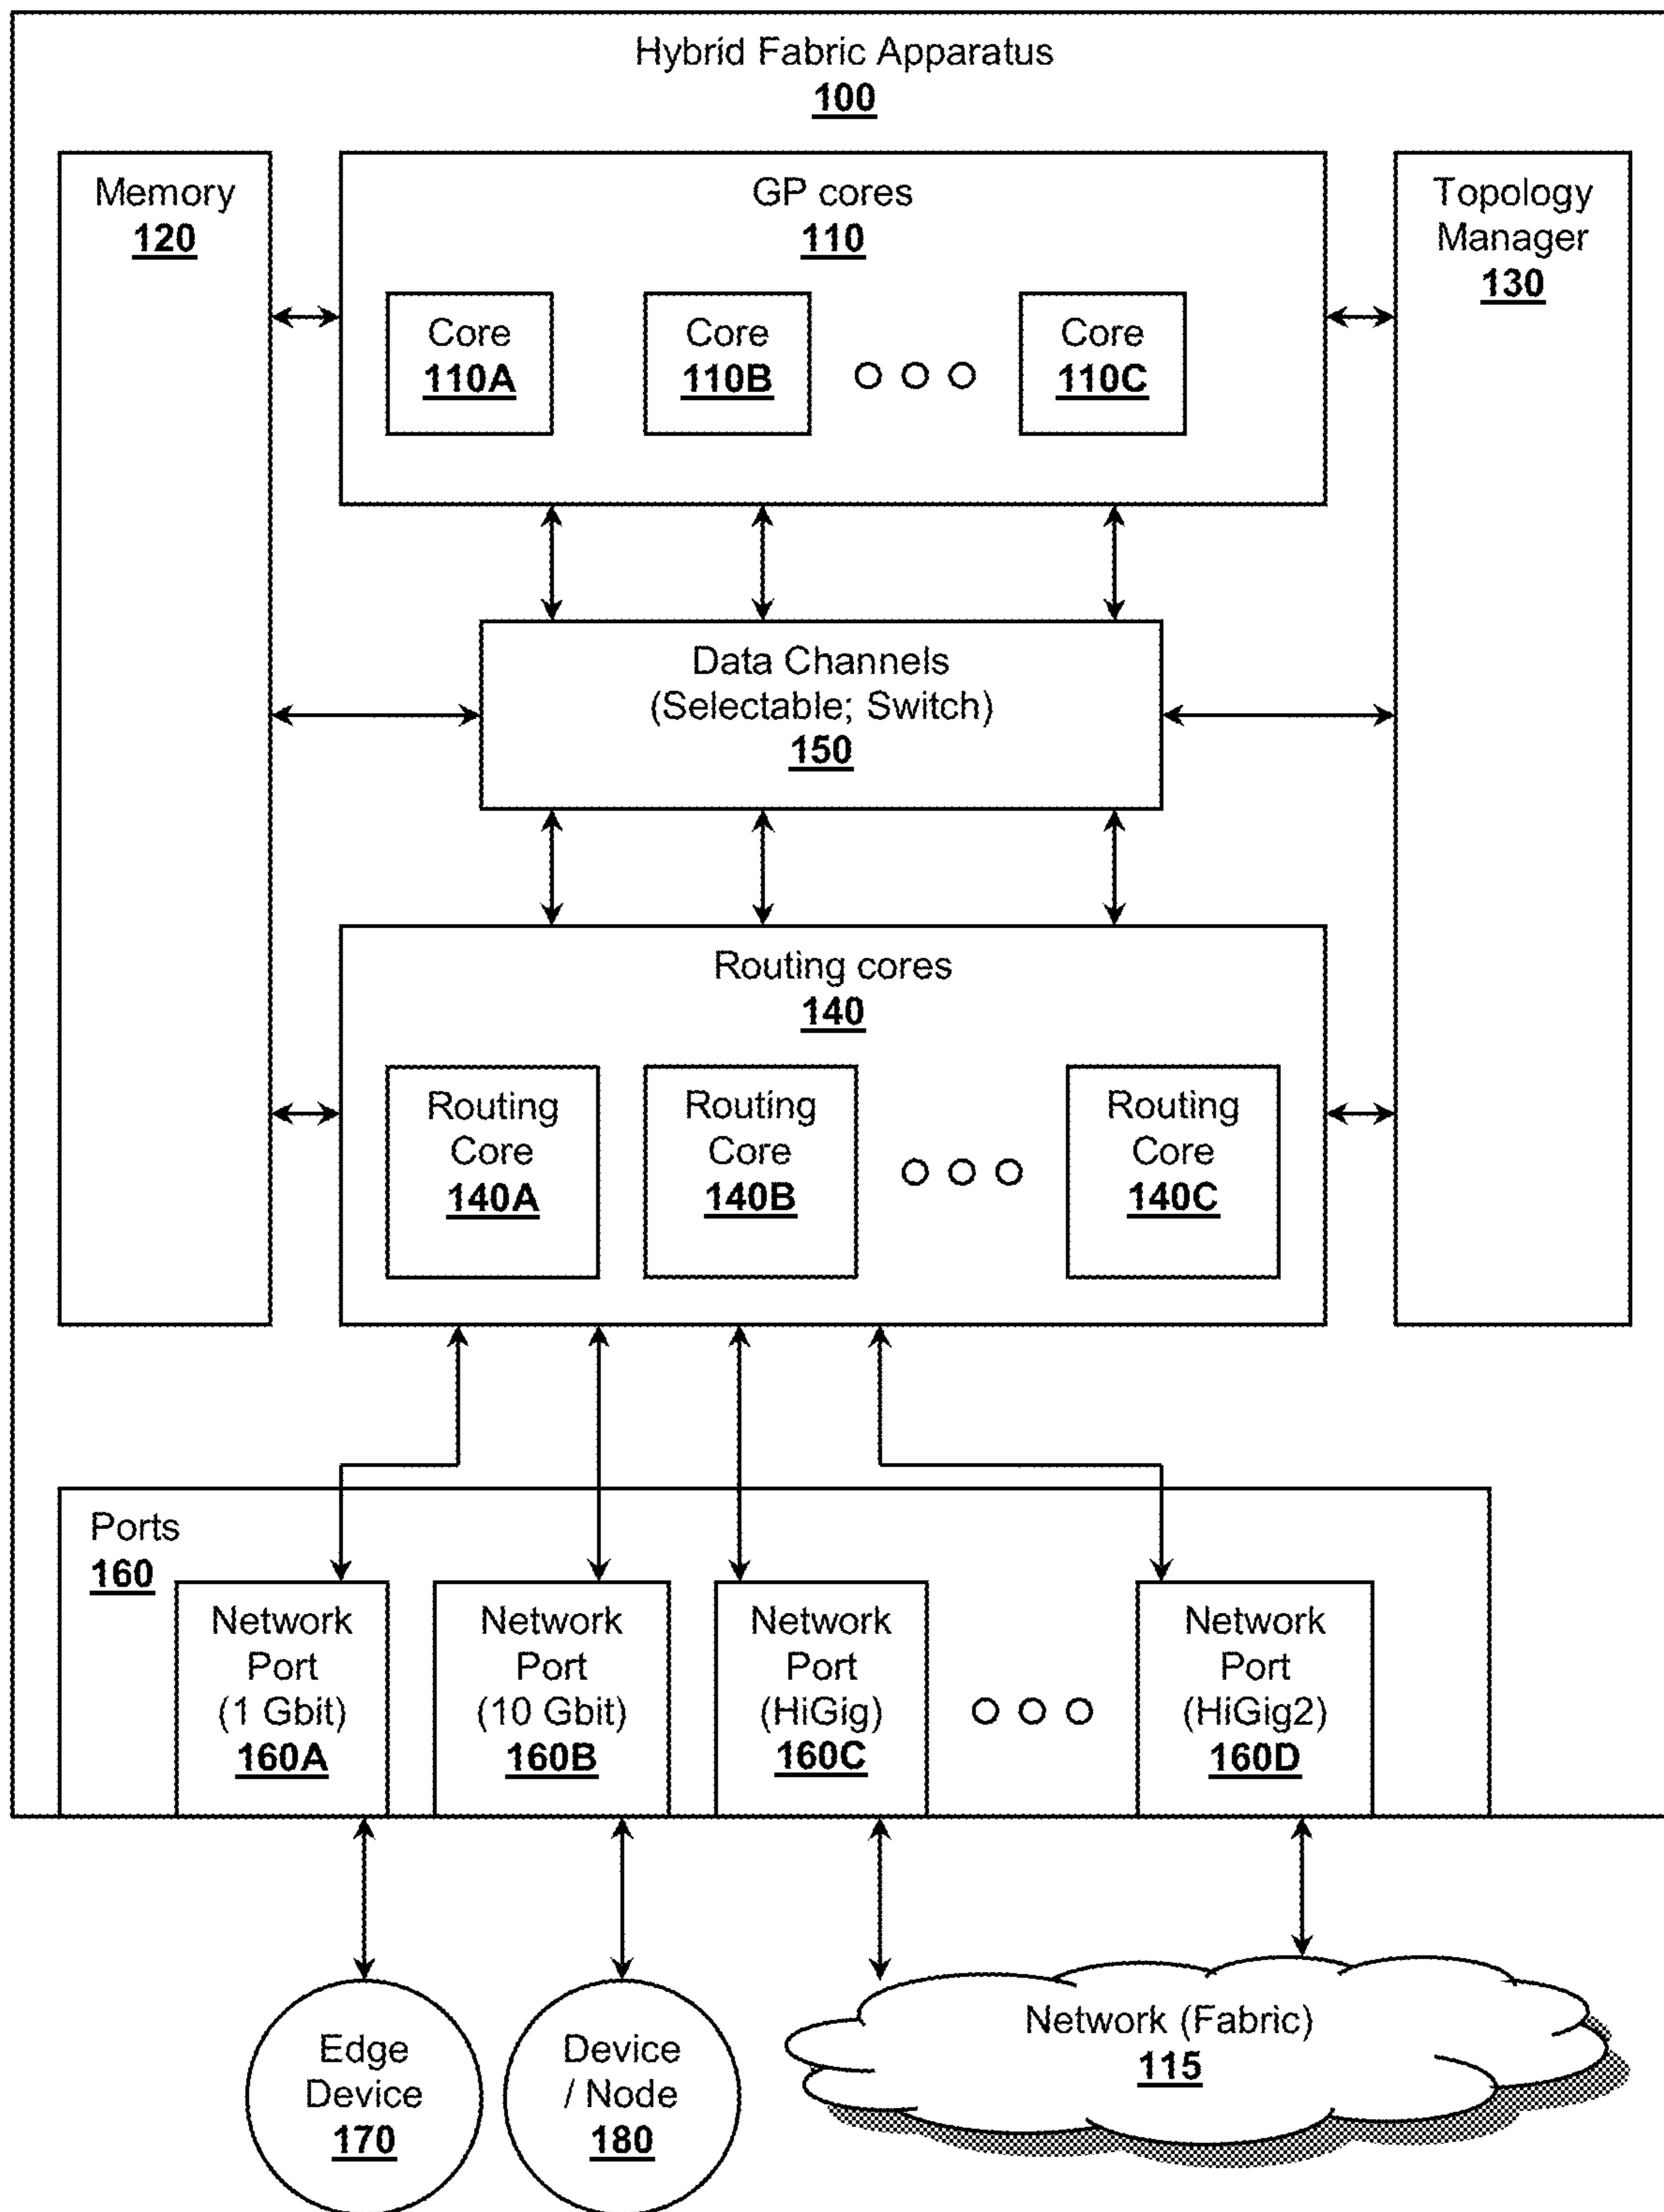 Hybrid Fabric Apparatus
100
Memory
120
GP cores
110
Topology
Manager
130
Core
110A
Core
110B
Core
110C
Data Channels
(Selectable; Switch)
150
Routing cores
140
Routing
Core
140A
Routing
Core
140B
Routing
Core
140C
Ports
160
Network
Port
(1 Gbit)
160A
Network
Port
(10 Gbit)
160B
Network
Port
(HiGig)
160C
Network
Port
(HiGig2)
160D
Edge
Device
170
Device
/ Node
180
Network (Fabric)
115